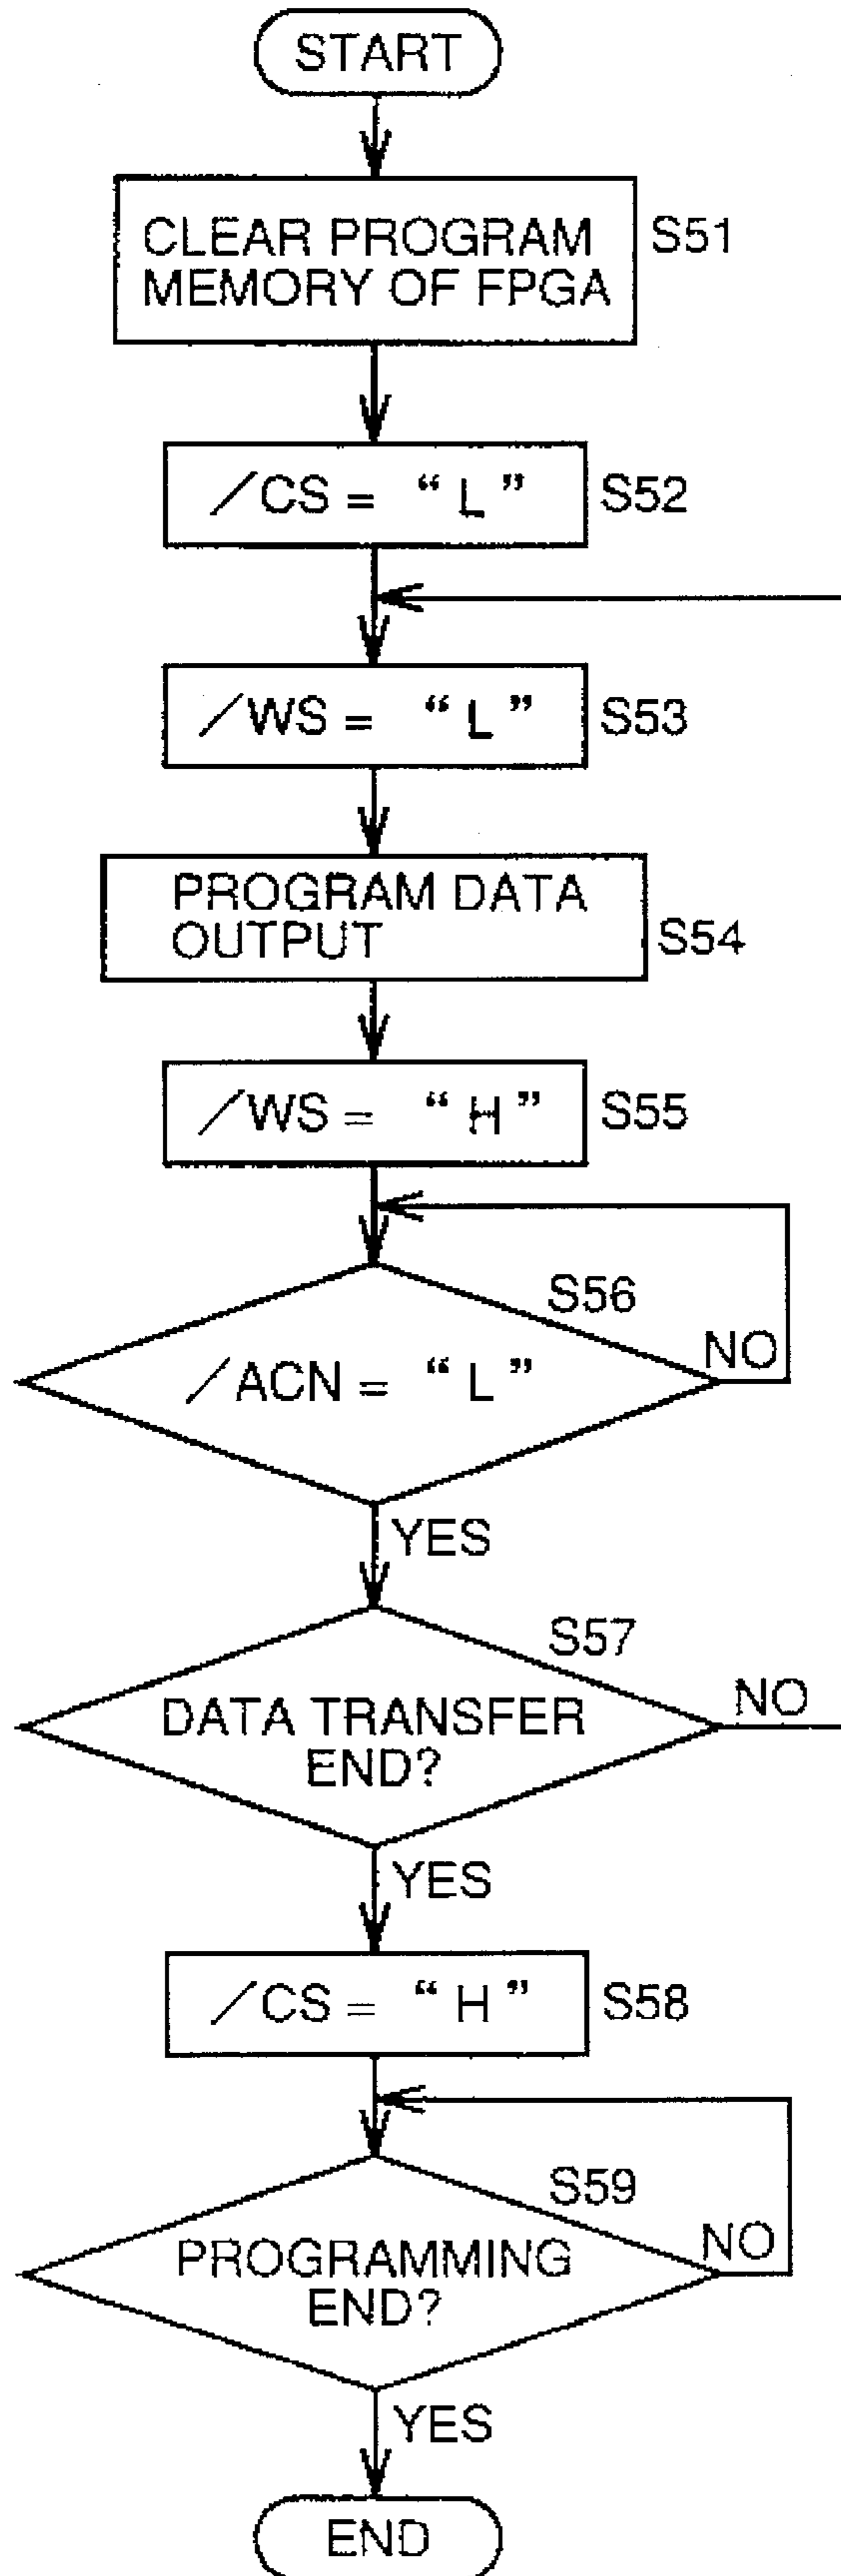 START
CLEAR PROGRAM
MEMORY OF FPGA
S51
/CS = “L”
S52
/WS = “L”
S53
PROGRAM DATA
OUTPUT
S54
/WS = “H”
S55
S56
/ACN = “L”
NO
YES
S57
DATA TRANSFER
END?
NO
YES
/CS = “H”
S58
S59
PROGRAMMING
END?
NO
YES
END